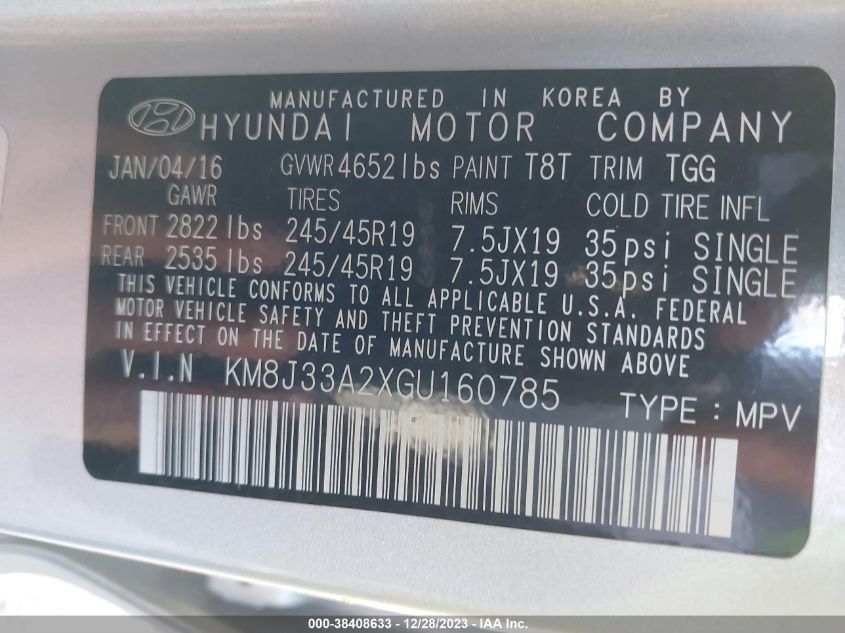 MANUFACTURED IN KOREA BY
HYUNDAI MOTOR COMPANY
JAN/04/16 GVWR 4652lbs PAINT T8T TRIM TGG
GAWR TIRES RIMS COLD TIRE INFL
FRONT 2822 lbs 245/45R19 7.5JX19 35psi SINGLE
REAR 2535 lbs 245/45R19 7.5JX19 35psi SINGLE
THIS VEHICLE CONFORMS TO ALL APPLICABLE U.S.A. FEDERAL
MOTOR VEHICLE SAFETY AND THEFT PREVENTION STANDARDS
IN EFFECT ON THE DATE OF MANUFACTURE SHOWN ABOVE
V.I.N KM8J33A2XGU160785 TYPE : MPV
000-38408633 - 12/28/2023 - IAA Inc.